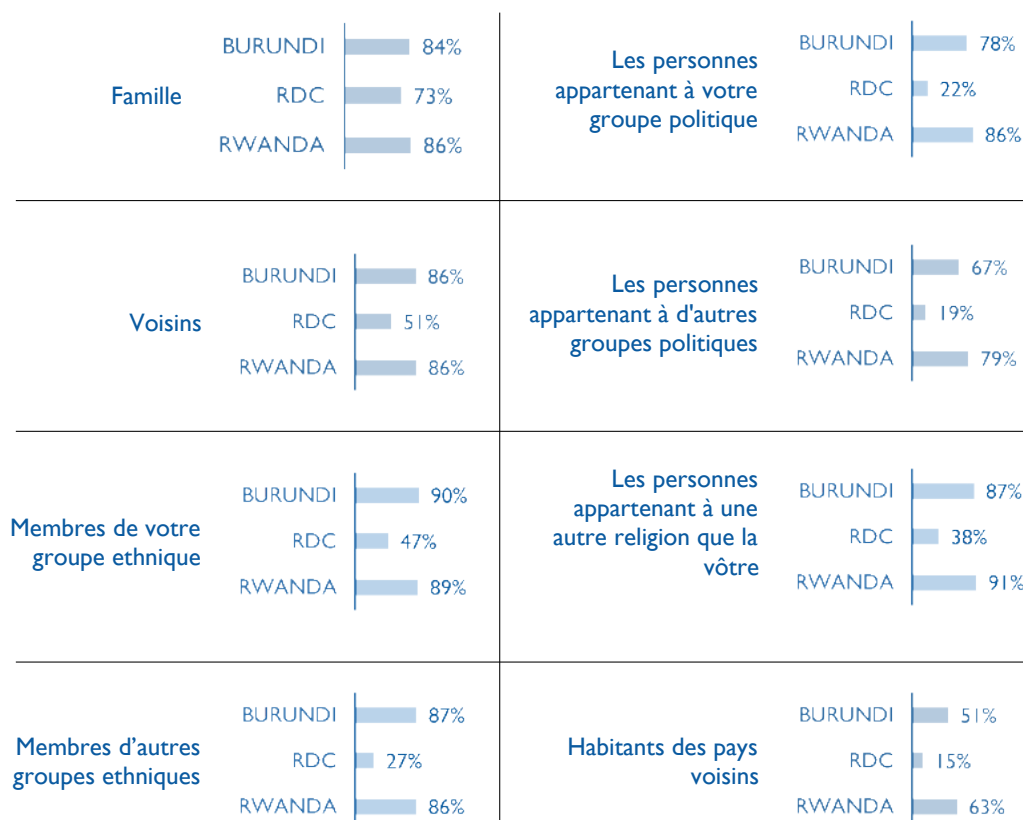 Famille
BURUNDI 84%
RDC 73%
RWANDA 86%
Les personnes
appartenant à votre
groupe politique
BURUNDI 78%
RDC 22%
RWANDA 86%
Voisins
BURUNDI 86%
RDC 51%
RWANDA 86%
Les personnes
appartenant à d'autres
groupes politiques
BURUNDI 67%
RDC 19%
RWANDA 79%
Membres de votre
groupe ethnique
BURUNDI 90%
RDC 47%
RWANDA 89%
Les personnes
appartenant à une
autre religion que la
vôtre
BURUNDI 87%
RDC 38%
RWANDA 91%
Membres d’autres
groupes ethniques
BURUNDI 87%
RDC 27%
RWANDA 86%
Habitants des pays
voisins
BURUNDI 51%
RDC 15%
RWANDA 63%